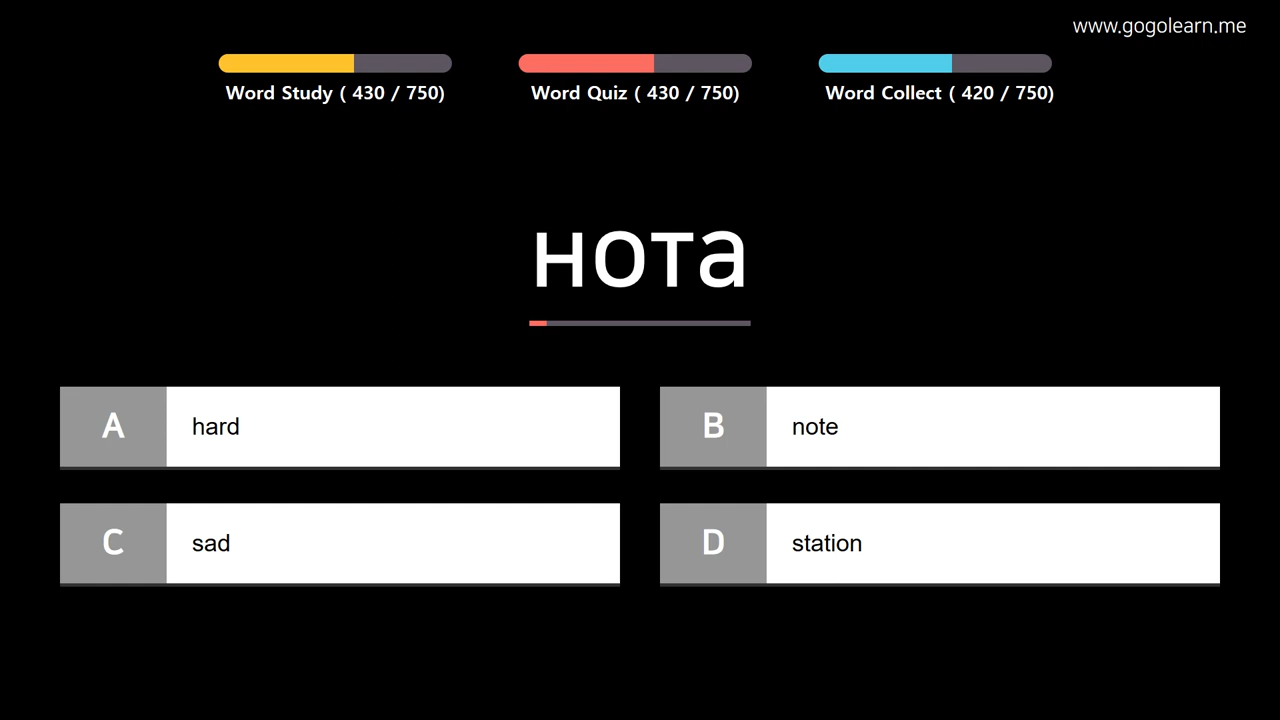 www.gogolearn.me
Word Study ( 430 / 750)
Word Quiz ( 430 / 750)
Word Collect ( 420 / 750)
нота
A hard
B note
C sad
D station